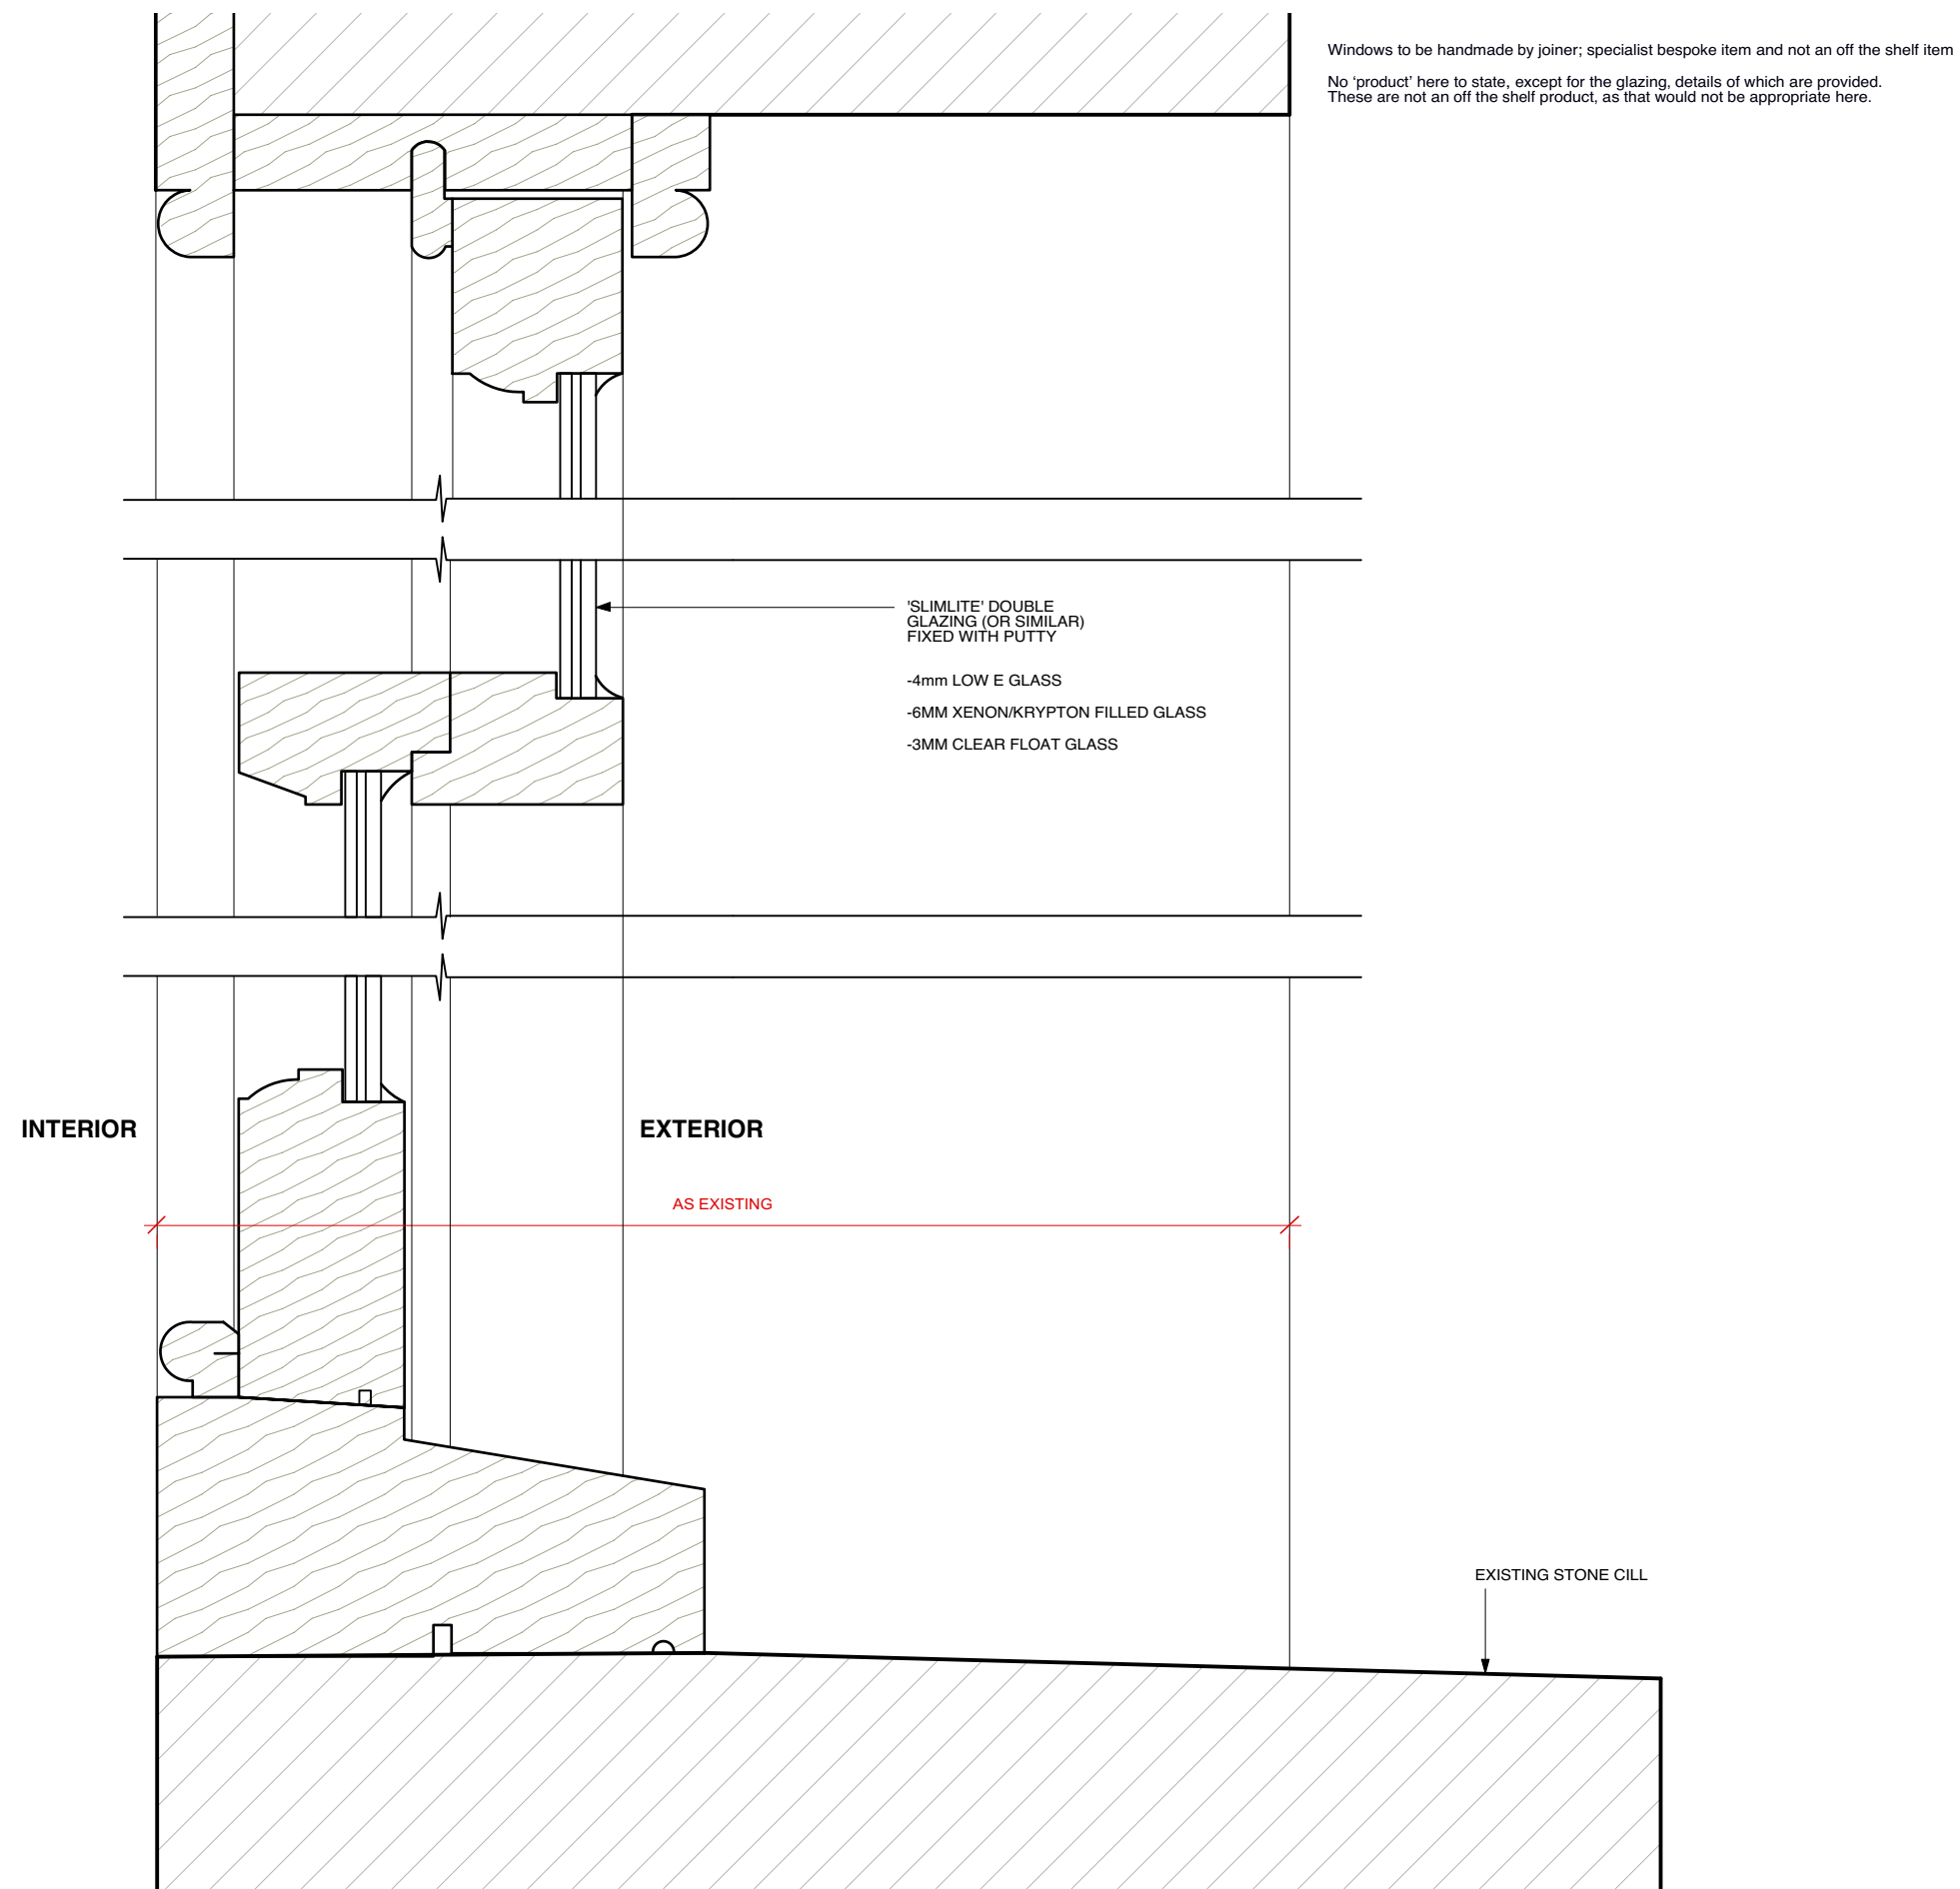 Windows to be handmade by joiner; specialist bespoke item and not an off the shelf item
No ‘product’ here to state, except for the glazing, details of which are provided.
These are not an off the shelf product, as that would not be appropriate here.
'SLIMLITE' DOUBLE
GLAZING (OR SIMILAR)
FIXED WITH PUTTY
-4mm LOW E GLASS
-6MM XENON/KRYPTON FILLED GLASS
-3MM CLEAR FLOAT GLASS
INTERIOR
EXTERIOR
AS EXISTING
EXISTING STONE CILL